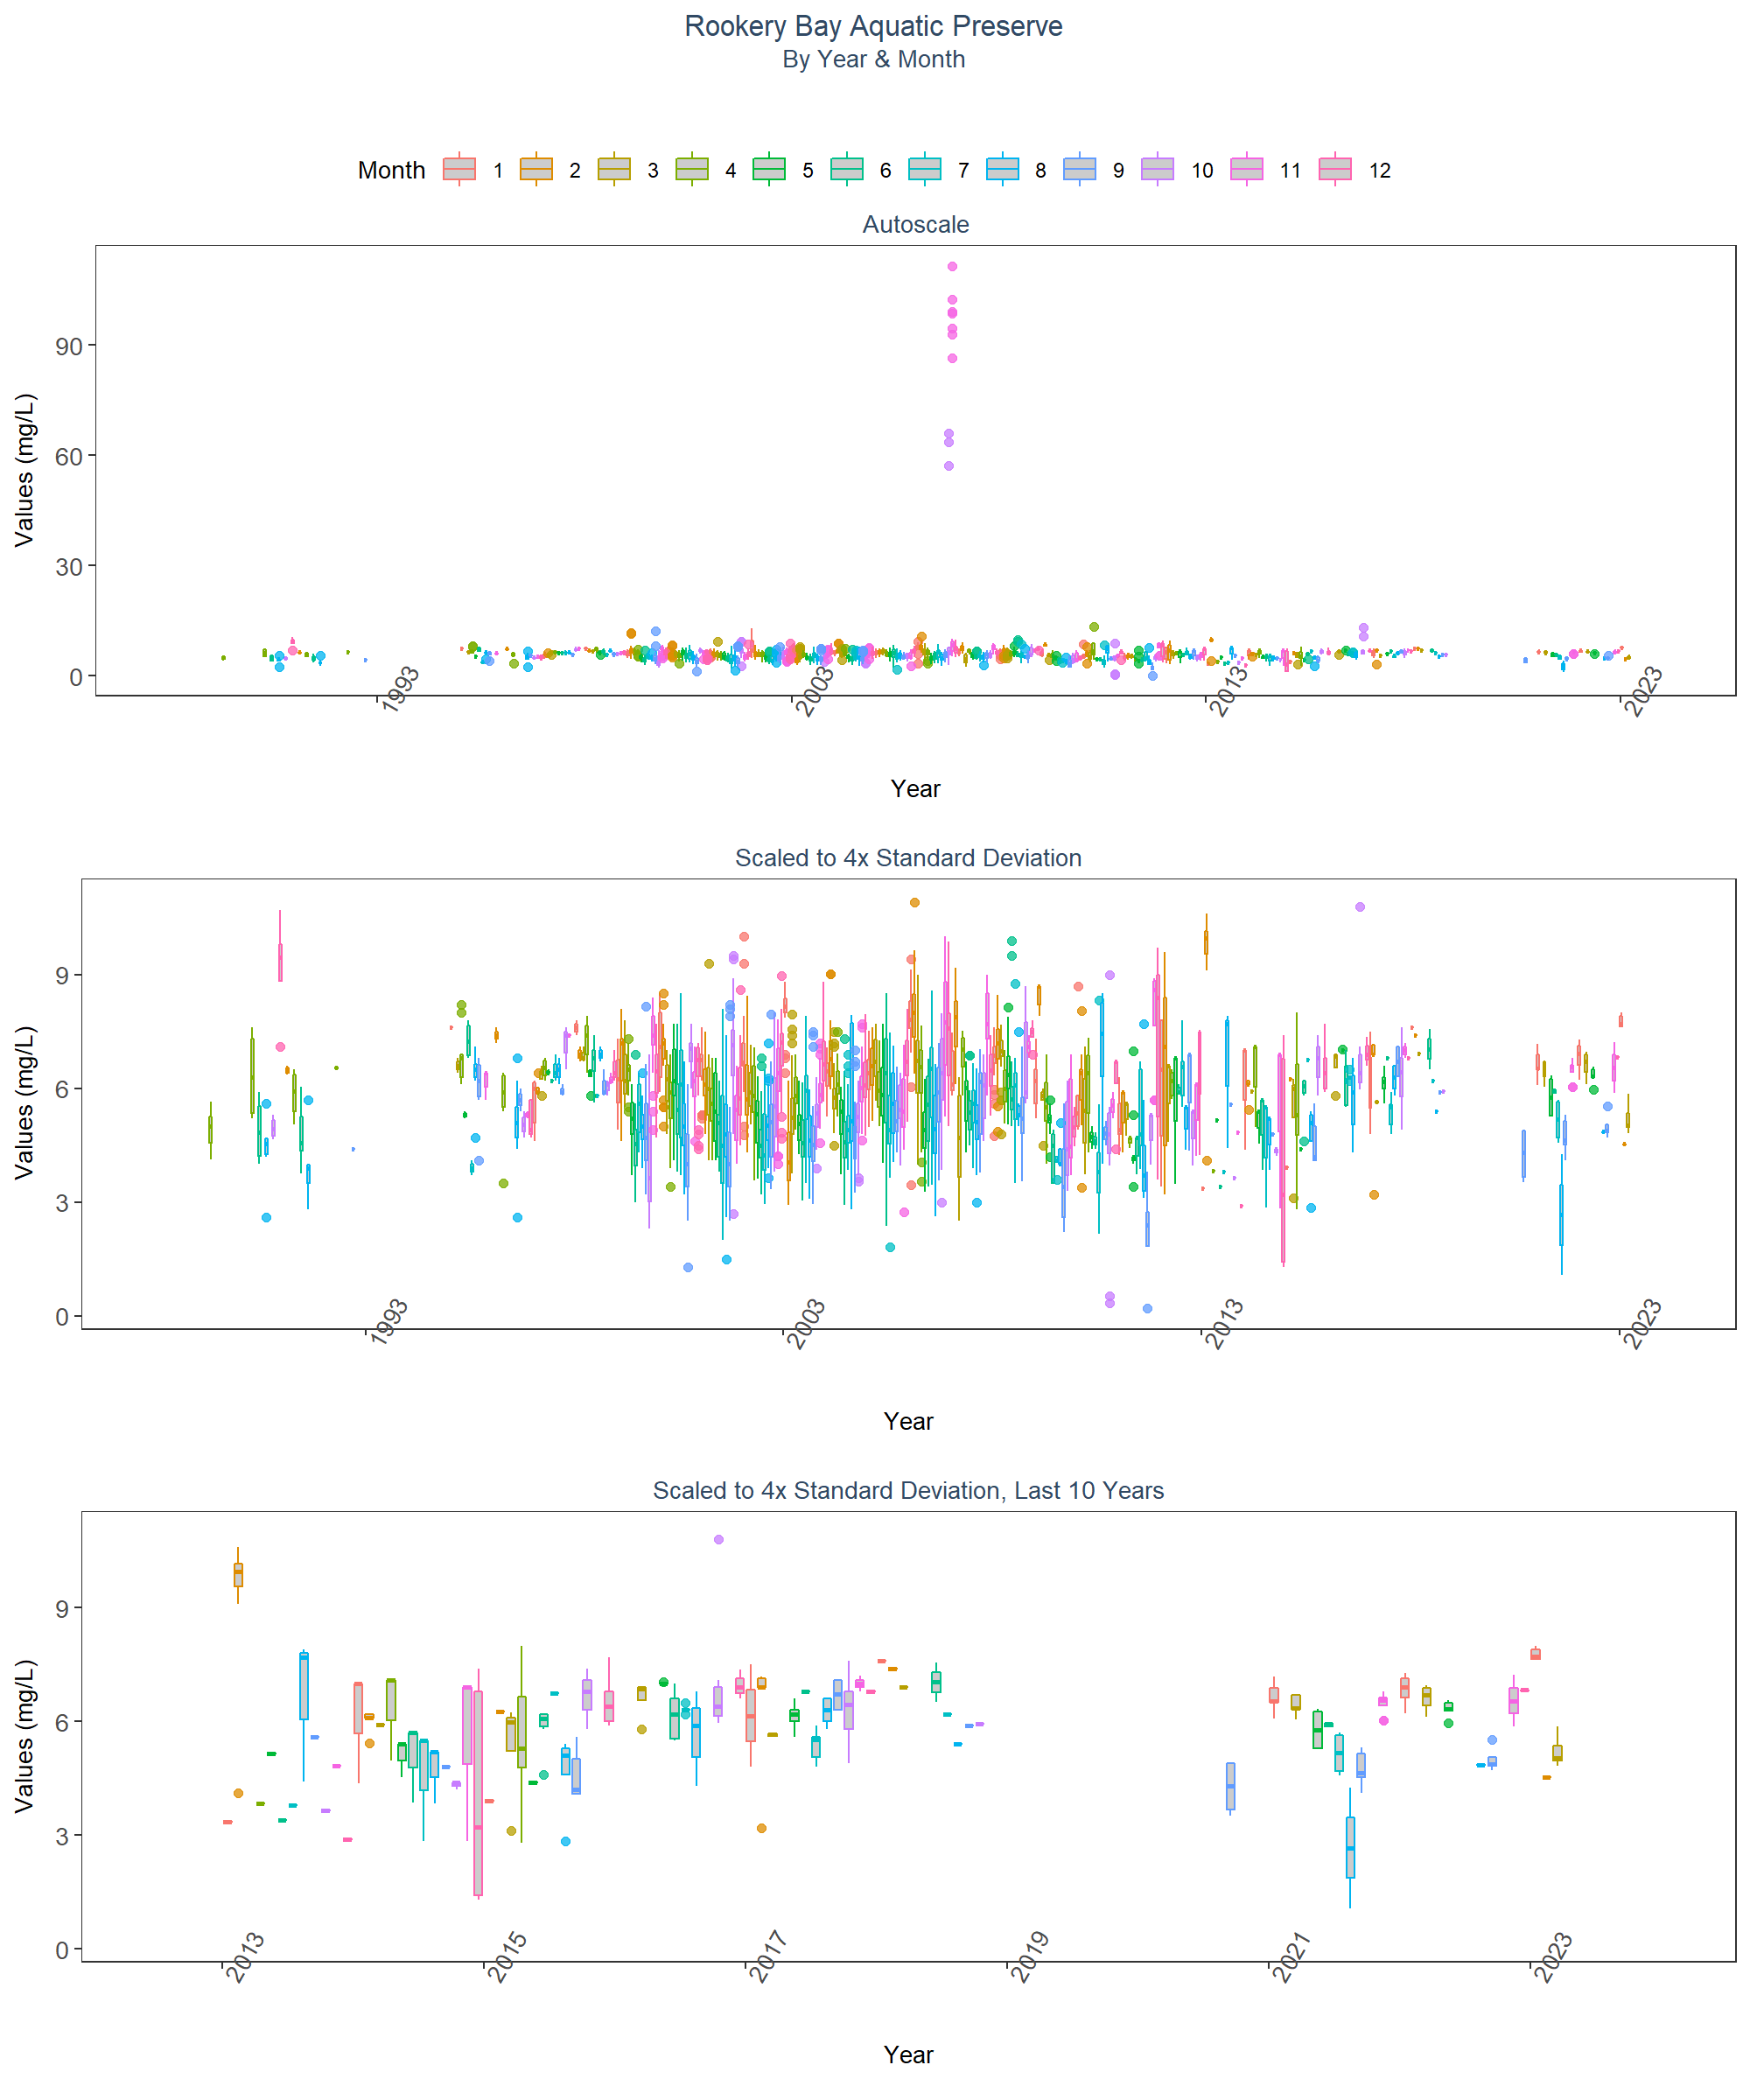 Rookery Bay Aquatic Preserve
By Year & Month
Month 1 2 3 4 5 6 7 8 9 10 11 12
Autoscale
Values (mg/L)
90
60
30
0
1993 2003 2013 2023
Year
Scaled to 4x Standard Deviation
Values (mg/L)
9
6
3
0
1993 2003 2013 2023
Year
Scaled to 4x Standard Deviation, Last 10 Years
Values (mg/L)
9
6
3
0
2013 2015 2017 2019 2021 2023
Year